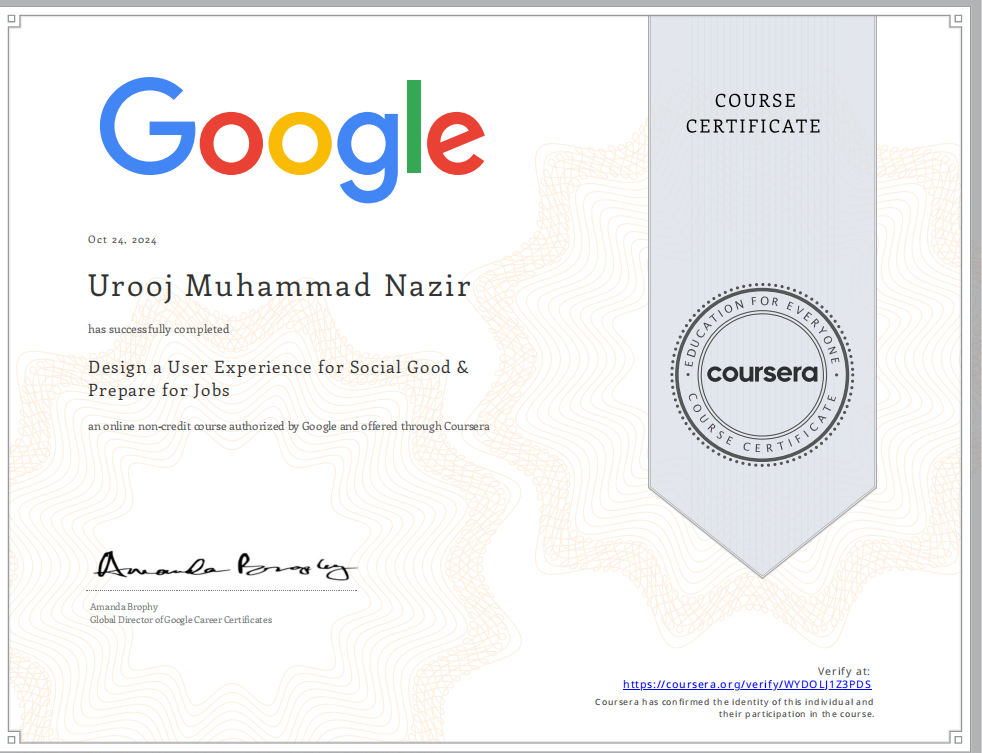 Google
COURSE
CERTIFICATE
Oct 24, 2024
Urooj Muhammad Nazir
has successfully completed
Design a User Experience for Social Good &
Prepare for Jobs
an online non-credit course authorized by Google and offered through Coursera
EDUCATION FOR EVERYONE
coursera
COURSE CERTIFICATE
Amanda Brophy
Amanda Brophy
Global Director of Google Career Certificates
Verify at:
https://coursera.org/verify/WYDOLJ1Z3PDS
Coursera has confirmed the identity of this individual and
their participation in the course.